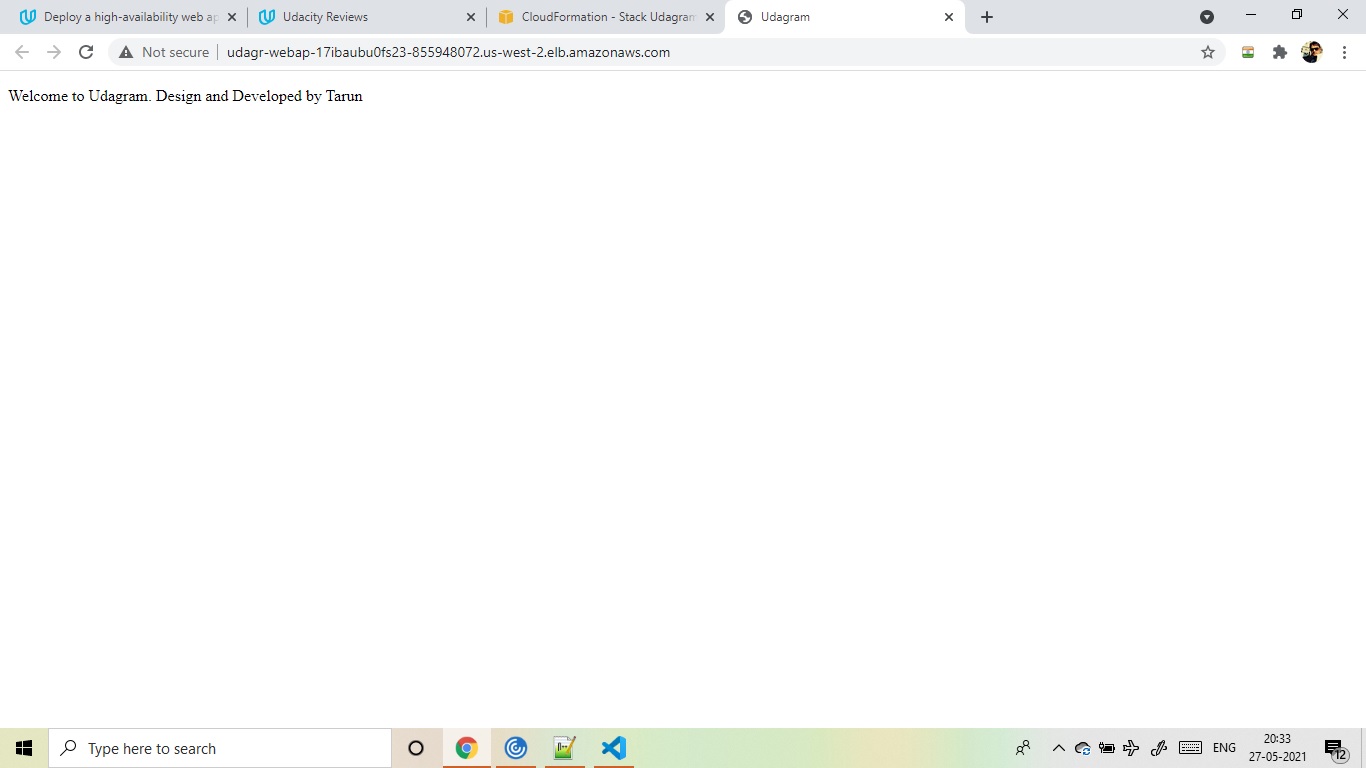 Deploy a high-availability web ap
Udacity Reviews
CloudFormation - Stack Udagram
Udagram
Not secure
udagr-webap-17ibaubu0fs23-855948072.us-west-2.elb.amazonaws.com
Welcome to Udagram. Design and Developed by Tarun
Type here to search
ENG
20:33
27-05-2021
12